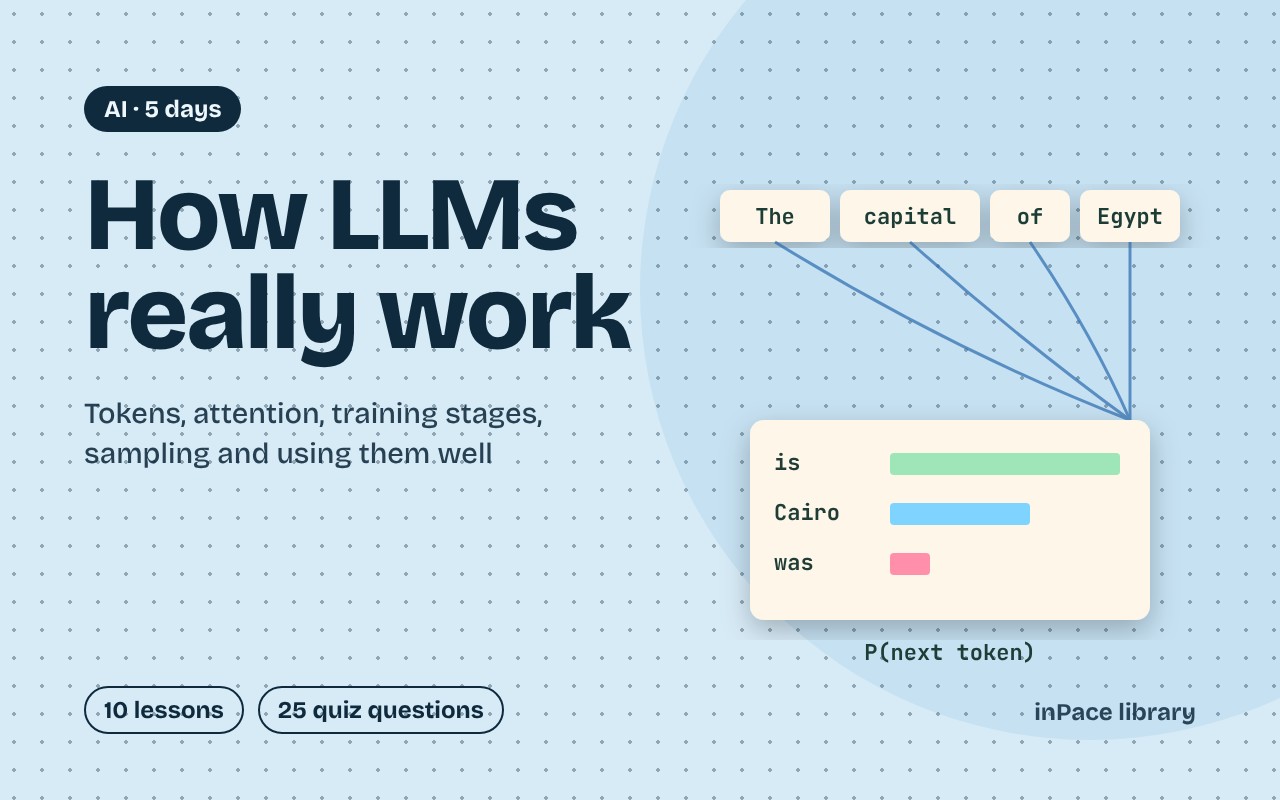 AI · 5 days
How LLMs
really work
Tokens, attention, training stages,
sampling and using them well
The capital of Egypt
is
Cairo
was
P(next token)
10 lessons
25 quiz questions
inPace library